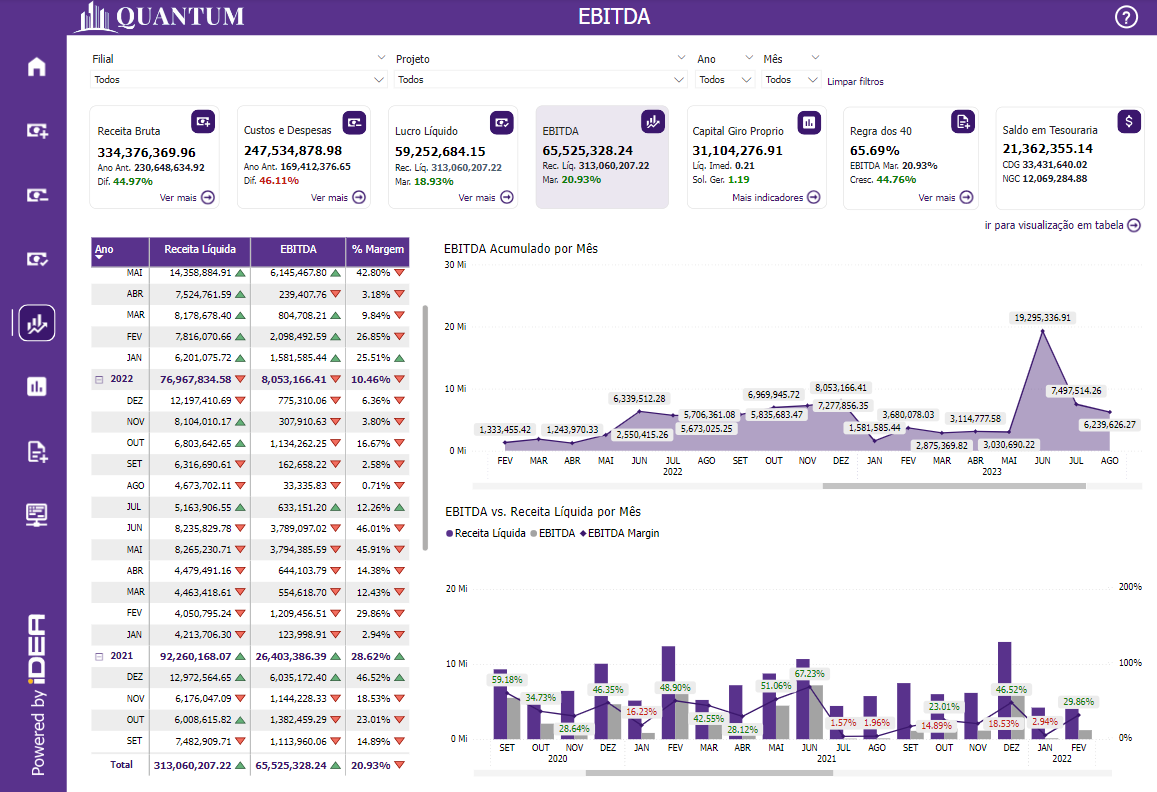 QUANTUM
EBITDA
?
Filial
Projeto
Ano
Mês
Todos
Todos
Todos
Todos
Limpar filtros
Receita Bruta
334,376,369.96
Ano Ant. 230,648,634.92
Dif. 44.97%
Ver mais
Custos e Despesas
247,534,878.98
Ano Ant. 169,412,376.65
Dif. 46.11%
Ver mais
Lucro Líquido
59,252,684.15
Rec. Líq. 313,060,207.22
Mar. 18.93%
Ver mais
EBITDA
65,525,328.24
Rec. Líq. 313,060,207.22
Mar. 20.93%
Capital Giro Proprio
31,104,276.91
Líq. Imed. 0.21
Sol. Ger. 1.19
Mais indicadores
Regra dos 40
65.69%
EBITDA Mar. 20.93%
Cresc. 44.76%
Ver mais
Saldo em Tesouraria
21,362,355.14
CDG 33,431,640.02
NGC 12,069,284.88
ir para visualização em tabela
Ano Receita Líquida EBITDA % Margem
MAI 14,358,884.91 6,145,467.80 42.80%
ABR 7,524,761.59 239,407.76 3.18%
MAR 8,178,678.40 804,708.21 9.84%
FEV 7,816,070.66 2,098,492.59 26.85%
JAN 6,201,075.72 1,581,585.44 25.51%
2022 76,967,834.58 8,053,166.41 10.46%
DEZ 12,197,410.69 775,310.06 6.36%
NOV 8,104,010.17 307,910.63 3.80%
OUT 6,803,642.65 1,134,262.25 16.67%
SET 6,316,690.61 162,658.22 2.58%
AGO 4,673,702.11 33,335.83 0.71%
JUL 5,163,906.55 633,151.20 12.26%
JUN 8,235,829.78 3,789,097.02 46.01%
MAI 8,265,230.71 3,794,385.59 45.91%
ABR 4,479,491.16 644,103.79 14.38%
MAR 4,463,418.61 554,618.70 12.43%
FEV 4,050,795.24 1,209,456.51 29.86%
JAN 4,213,706.30 123,998.91 2.94%
2021 92,260,168.07 26,403,386.39 28.62%
DEZ 12,972,564.65 6,035,172.40 46.52%
NOV 6,176,047.09 1,144,228.33 18.53%
OUT 6,008,615.82 1,382,459.29 23.01%
SET 7,482,909.71 1,113,960.06 14.89%
Total 313,060,207.22 65,525,328.24 20.93%
EBITDA Acumulado por Mês
30 Mi
20 Mi
10 Mi
0 Mi
1,333,455.42
1,243,970.33
6,339,512.28
2,550,415.26
5,706,361.08
5,673,025.25
6,969,945.72
5,835,683.47
8,053,166.41
7,277,856.35
1,581,585.44
3,680,078.03
2,875,369.82
3,114,777.58
3,030,690.22
19,295,336.91
7,497,514.26
6,239,626.27
FEV MAR ABR MAI JUN JUL AGO SET OUT NOV DEZ JAN FEV MAR ABR MAI JUN JUL AGO
2022 2023
EBITDA vs. Receita Líquida por Mês
Receita Líquida EBITDA EBITDA Margin
20 Mi
10 Mi
0 Mi
200%
100%
0%
59.18%
34.73%
28.64%
46.35%
16.23%
48.90%
42.55%
28.12%
51.06%
67.23%
1.57%
1.96%
14.89%
23.01%
18.53%
46.52%
2.94%
29.86%
SET OUT NOV DEZ JAN FEV MAR ABR MAI JUN JUL AGO SET OUT NOV DEZ JAN FEV
2020 2021 2022
Powered by iDEA